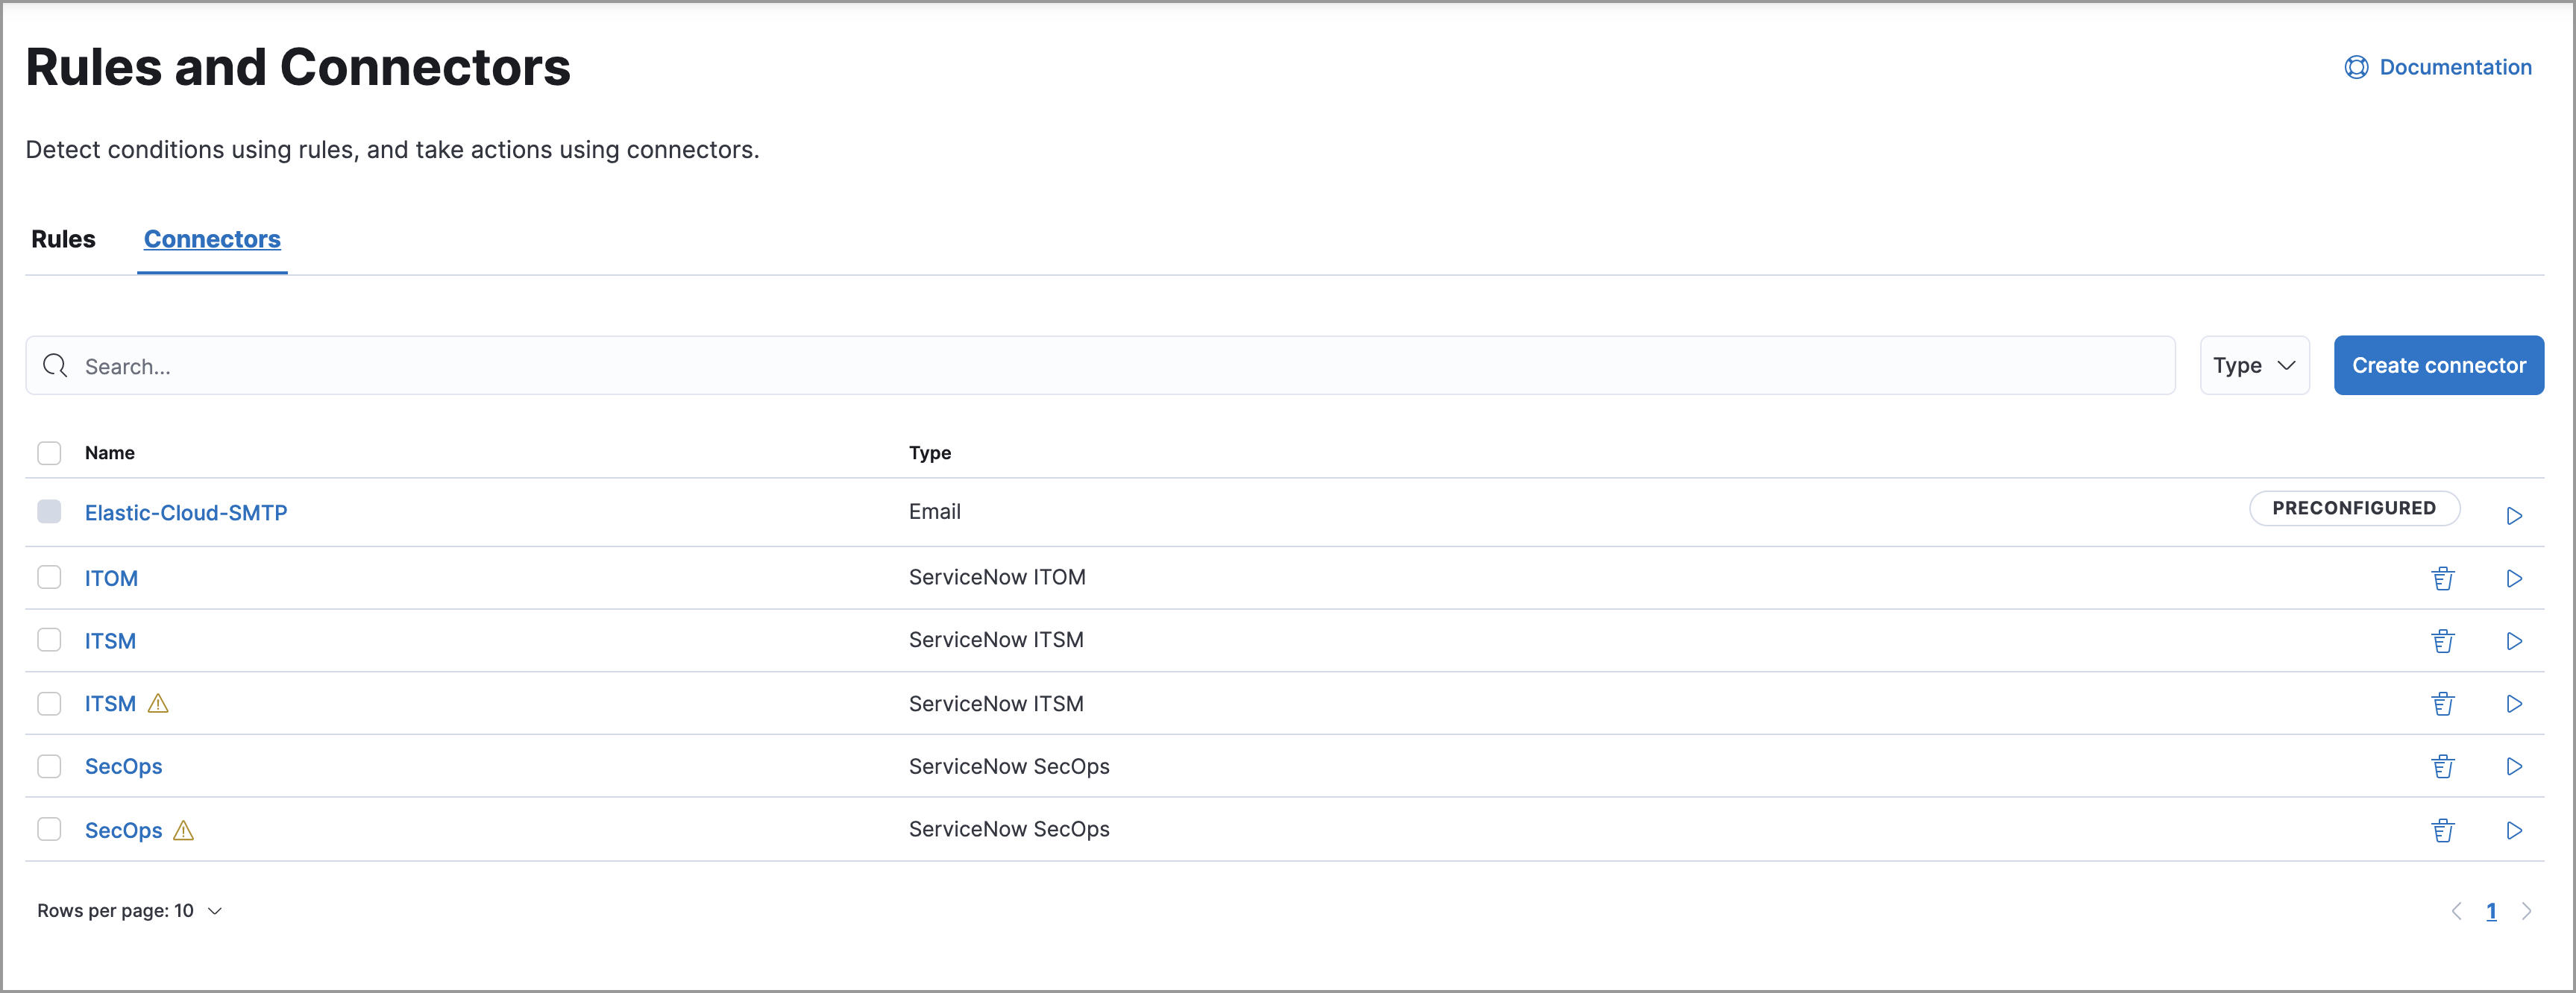 Rules and Connectors
Documentation
Detect conditions using rules, and take actions using connectors.
Rules Connectors
Search... Type Create connector
Name Type
Elastic-Cloud-SMTP Email PRECONFIGURED
ITOM ServiceNow ITOM
ITSM ServiceNow ITSM
ITSM ServiceNow ITSM
SecOps ServiceNow SecOps
SecOps ServiceNow SecOps
Rows per page: 10 1